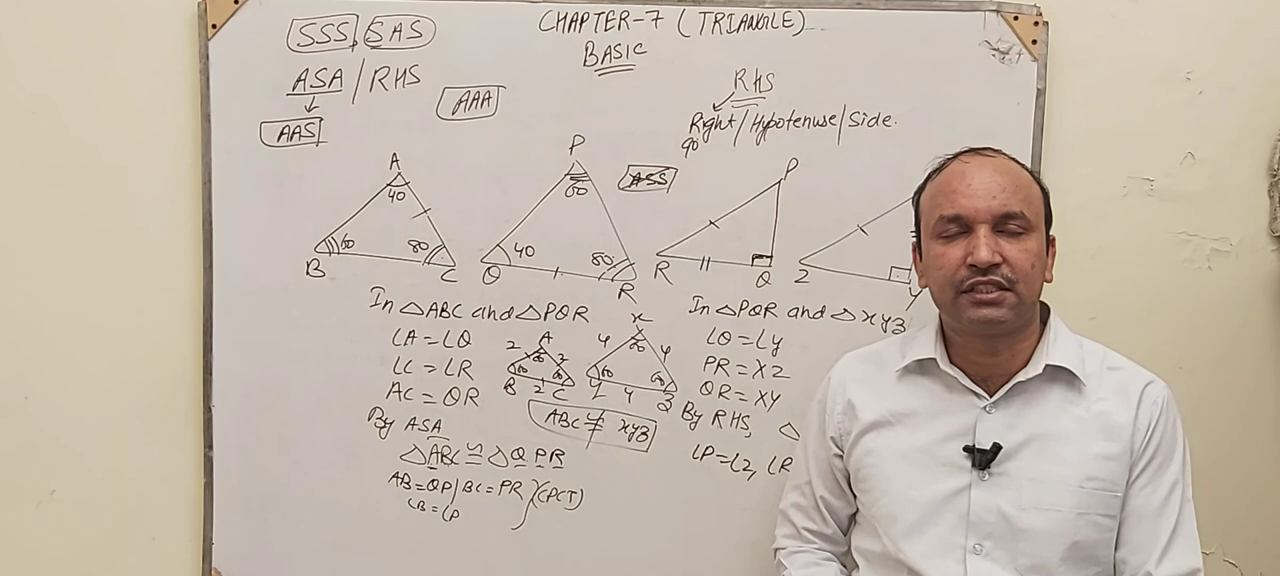 CHAPTER-7 (TRIANGLE)
BASIC
SSS, SAS
ASA / RHS
AAS
AAA
RHS
Right / Hypotenuse / Side.
90
ASS
A
40
B 60 80 C
P
60
Q 40 80 R
P
R Q
Z Y
In △ABC and △PQR
∠A = ∠Q
∠C = ∠R
AC = QR
By ASA
△ABC ≅ △QPR
AB = QP / BC = PR } (CPCT)
∠B = ∠P
A
2 60 2
B 60 2 60 C
X
4 60 4
Y 60 4 60 Z
ABC ≇ XYZ
In △PQR and △XYZ
∠Q = ∠Y
PR = XZ
QR = XY
By RHS, △
∠P = ∠Z, ∠R